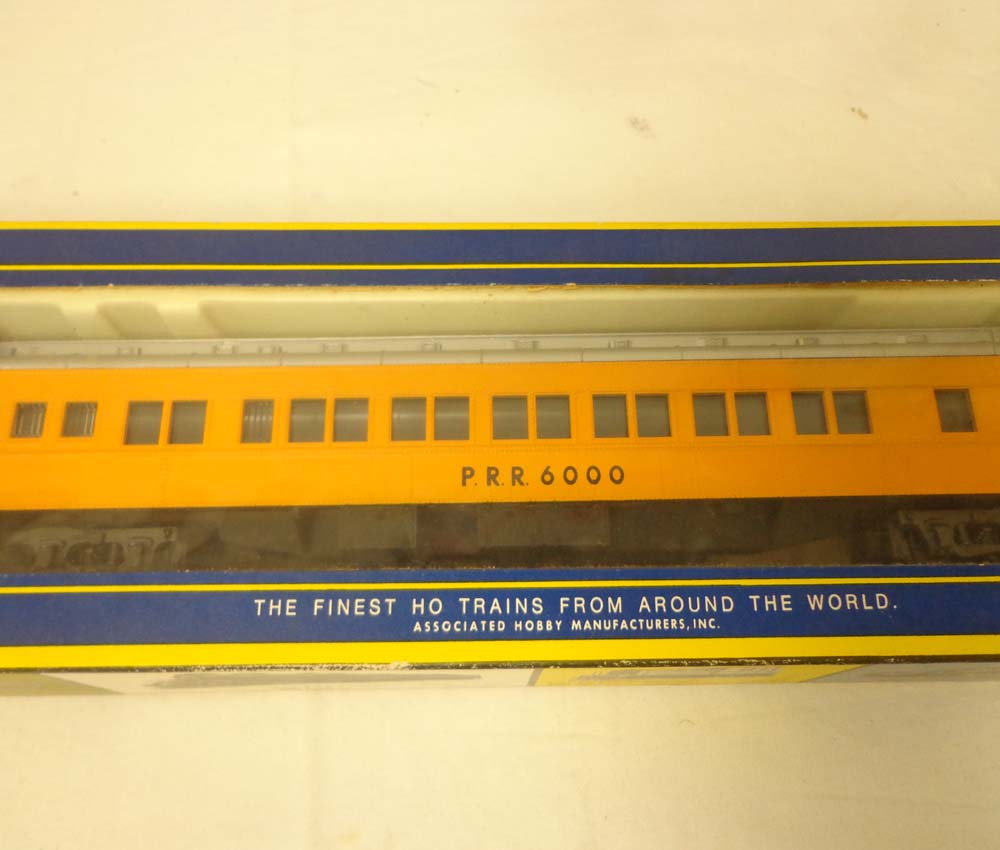 P.R.R. 6000
THE FINEST HO TRAINS FROM AROUND THE WORLD.
ASSOCIATED HOBBY MANUFACTURERS, INC.